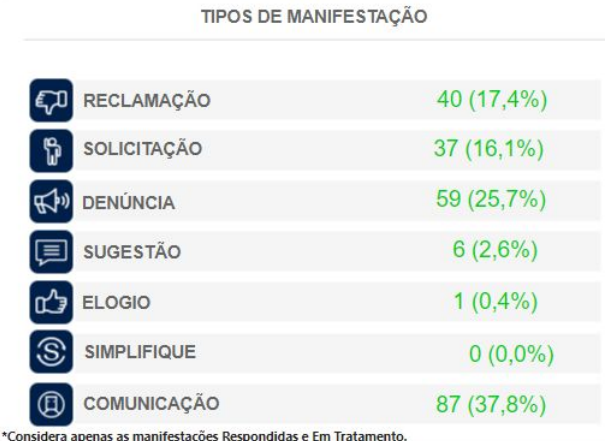 TIPOS DE MANIFESTAÇÃO
RECLAMAÇÃO 40 (17,4%)
SOLICITAÇÃO 37 (16,1%)
DENÚNCIA 59 (25,7%)
SUGESTÃO 6 (2,6%)
ELOGIO 1 (0,4%)
SIMPLIFIQUE 0 (0,0%)
COMUNICAÇÃO 87 (37,8%)
*Considera apenas as manifestações Respondidas e Em Tratamento.